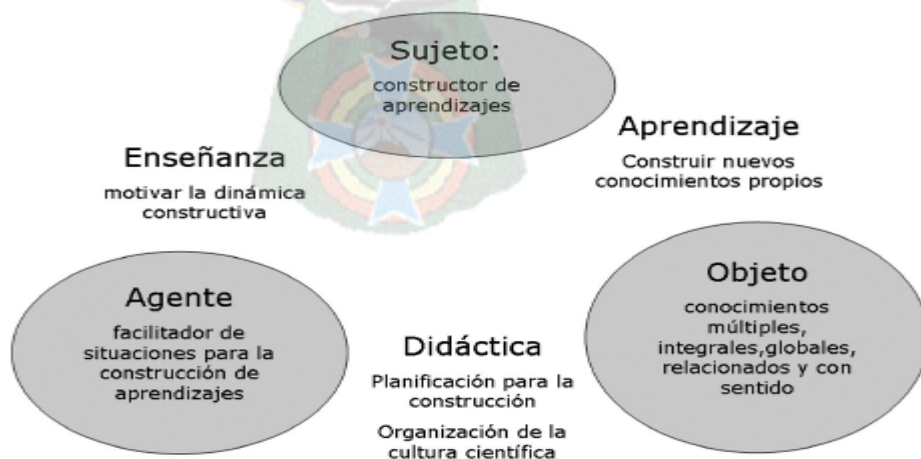 Sujeto:
constructor de
aprendizajes
Aprendizaje
Construir nuevos
conocimientos propios
Enseñanza
motivar la dinámica
constructiva
Agente
facilitador de
situaciones para la
construcción de
aprendizajes
Objeto
conocimientos
múltiples,
integrales,globales,
relacionados y con
sentido
Didáctica
Planificación para la
construcción
Organización de la
cultura científica